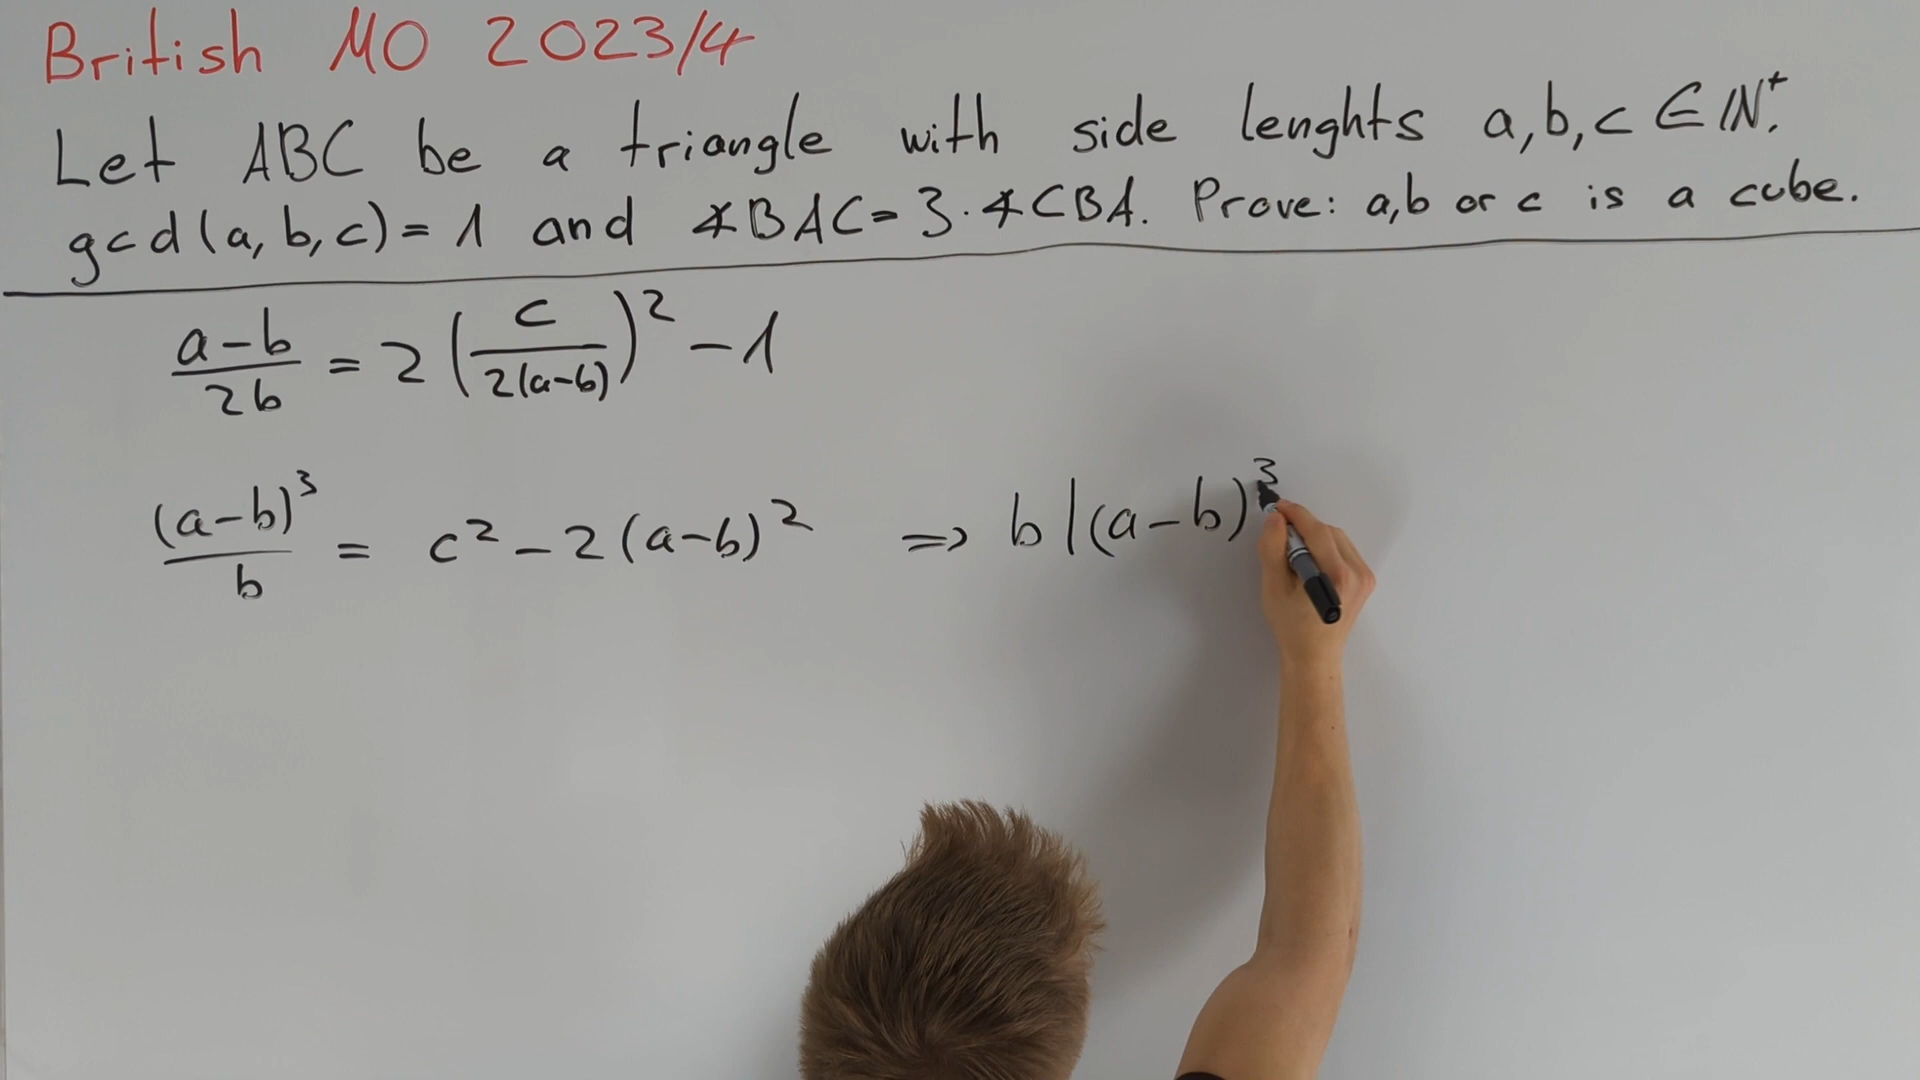 British MO 2023/4
Let ABC be a triangle with side lenghts a,b,c ∈ ℕ⁺.
gcd(a,b,c)=1 and ∢BAC=3·∢CBA. Prove: a,b or c is a cube.
(a-b)/(2b) = 2(c/(2(a-b)))² - 1
(a-b)³/b = c² - 2(a-b)² ⇒ b|(a-b)³